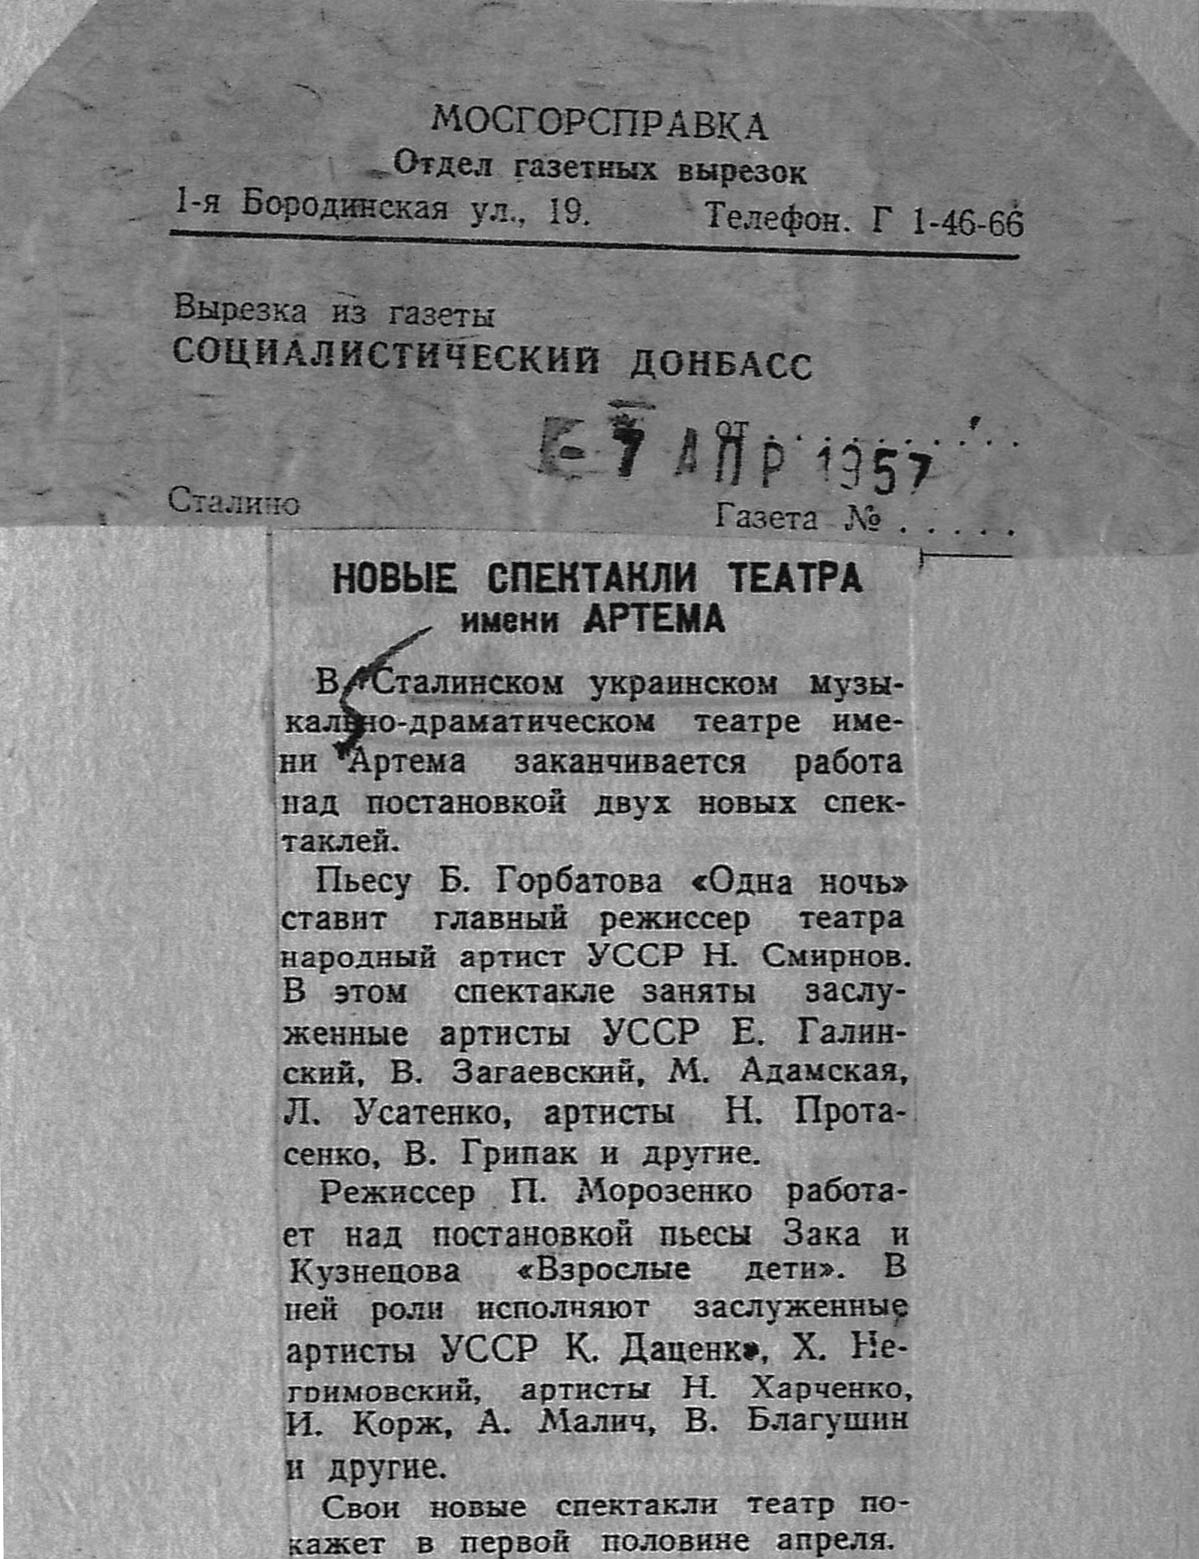 МОСГОРСПРАВКА
Отдел газетных вырезок
1-я Бородинская ул., 19. Телефон. Г 1-46-66
Вырезка из газеты
СОЦИАЛИСТИЧЕСКИЙ ДОНБАСС
от . . . . . . . . . . .
- 7 АПР 1957
Сталино Газета № . . . . .
НОВЫЕ СПЕКТАКЛИ ТЕАТРА
имени АРТЕМА
В Сталинском украинском музы-
кально-драматическом театре име-
ни Артема заканчивается работа
над постановкой двух новых спек-
таклей.
Пьесу Б. Горбатова «Одна ночь»
ставит главный режиссер театра
народный артист УССР Н. Смирнов.
В этом спектакле заняты заслу-
женные артисты УССР Е. Галин-
ский, В. Загаевский, М. Адамская,
Л. Усатенко, артисты Н. Прота-
сенко, В. Грипак и другие.
Режиссер П. Морозенко работа-
ет над постановкой пьесы Зака и
Кузнецова «Взрослые дети». В
ней роли исполняют заслуженные
артисты УССР К. Даценко, Х. Не-
гримовский, артисты Н. Харченко,
И. Корж, А. Малич, В. Благушин
и другие.
Свои новые спектакли театр по-
кажет в первой половине апреля.